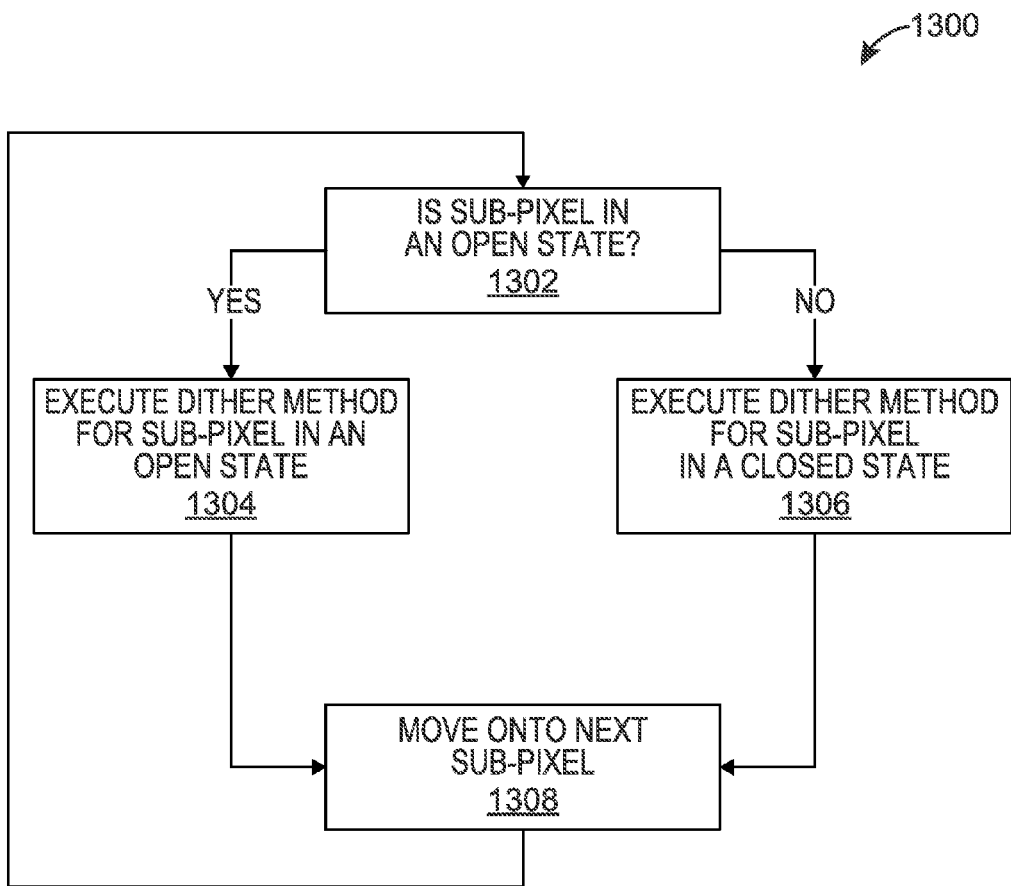 1300
IS SUB-PIXEL IN
AN OPEN STATE?
1302
YES
NO
EXECUTE DITHER METHOD
FOR SUB-PIXEL IN AN
OPEN STATE
1304
EXECUTE DITHER METHOD
FOR SUB-PIXEL
IN A CLOSED STATE
1306
MOVE ONTO NEXT
SUB-PIXEL
1308